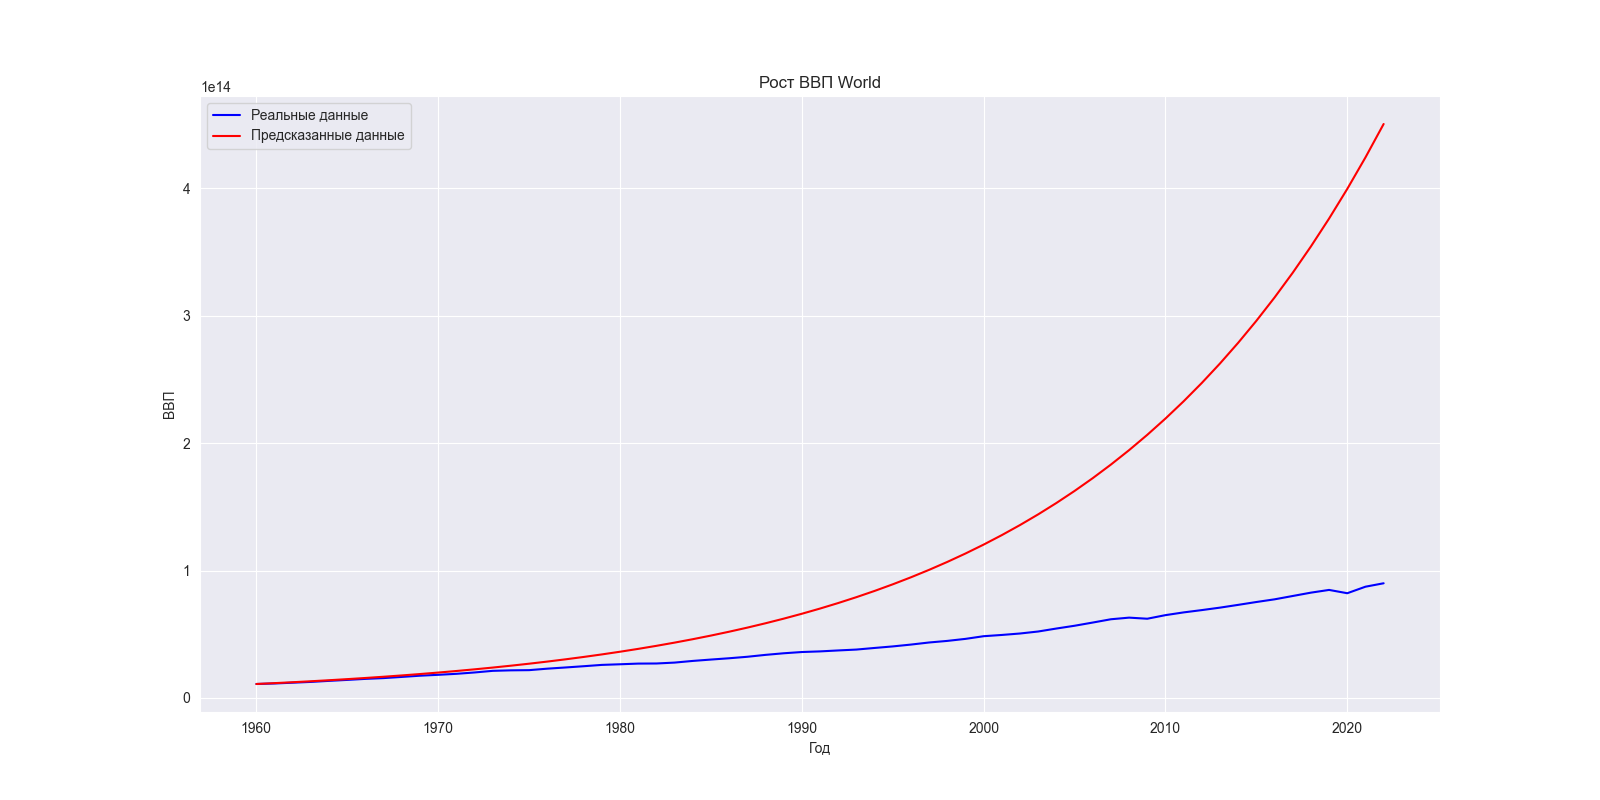 Рост ВВП World
1e14
Реальные данные
Предсказанные данные
4
3
2
1
0
ВВП
1960 1970 1980 1990 2000 2010 2020
Год